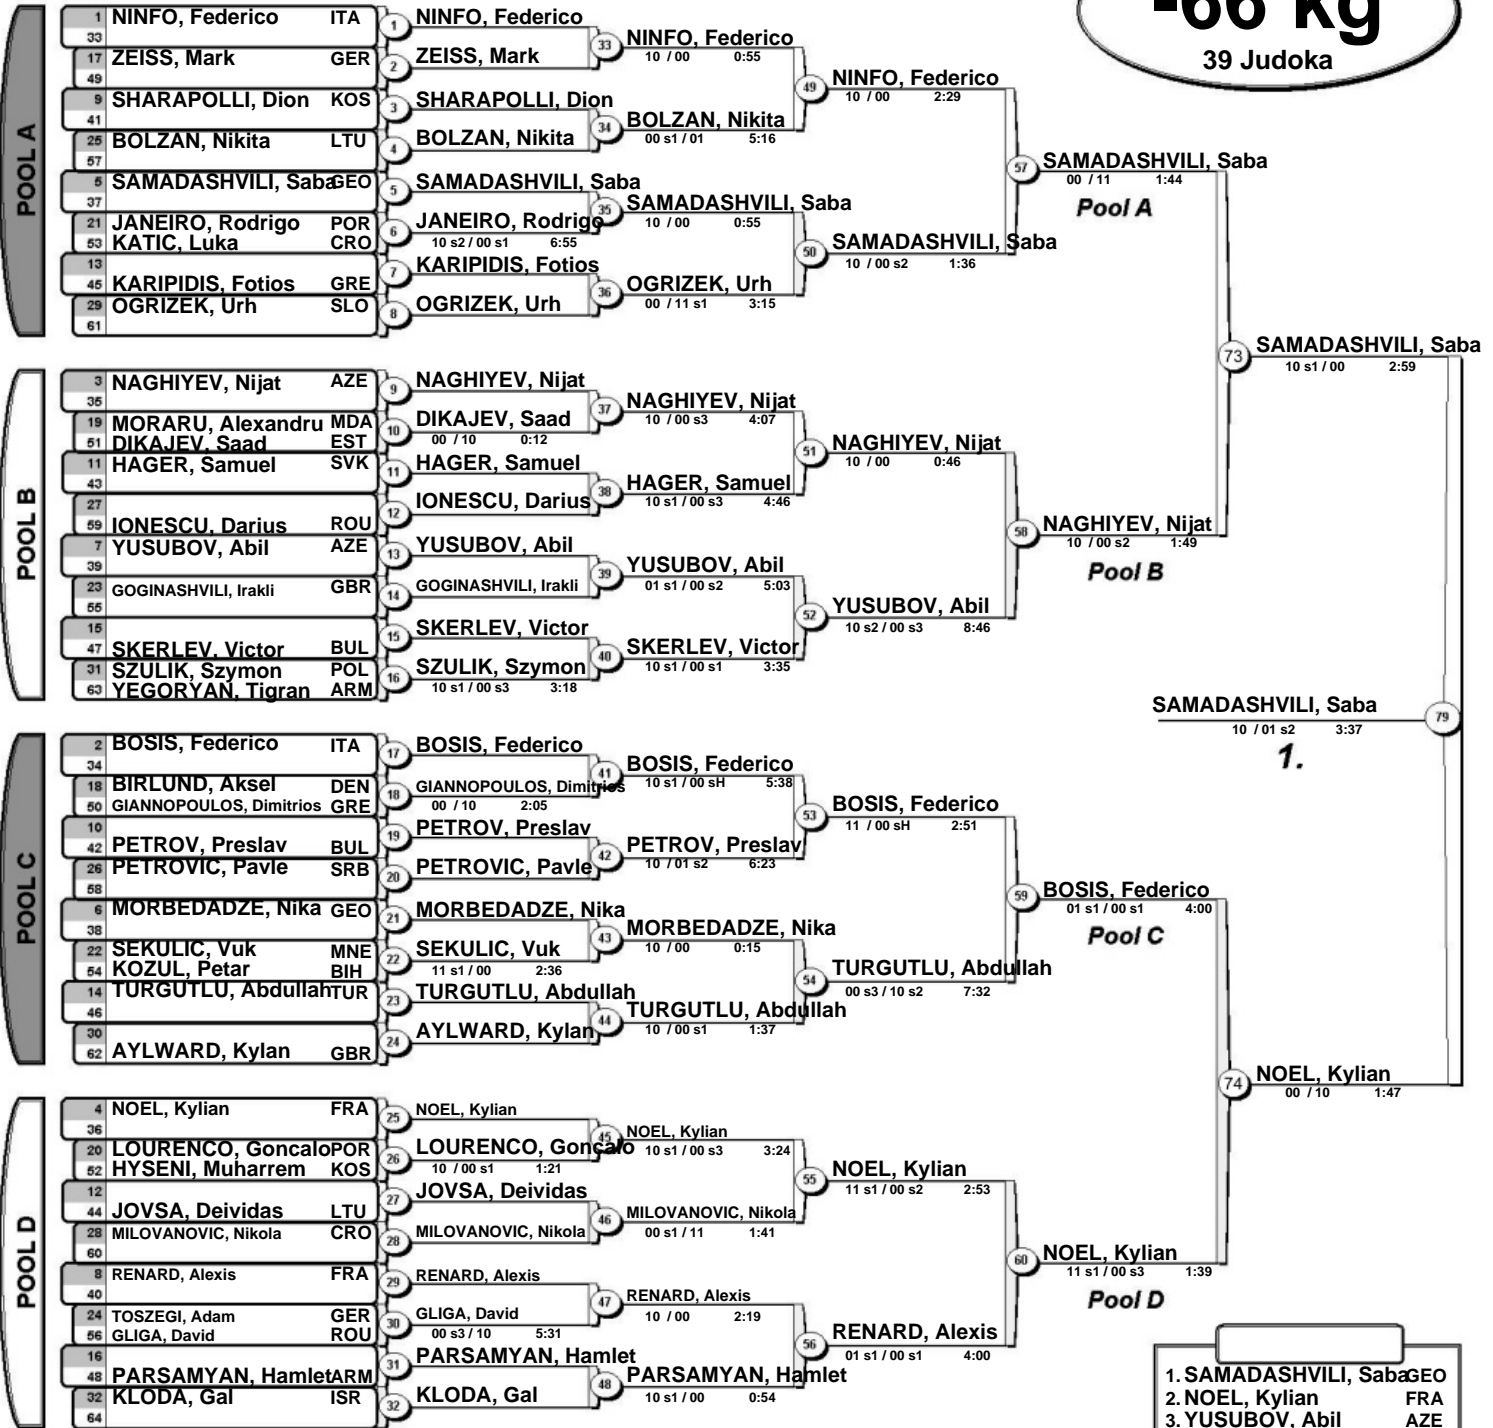 -66 kg
39 Judoka
POOL A
1 NINFO, Federico ITA
33
17 ZEISS, Mark GER
49
9 SHARAPOLLI, Dion KOS
41
25 BOLZAN, Nikita LTU
57
5 SAMADASHVILI, Saba GEO
37
21 JANEIRO, Rodrigo POR
53 KATIC, Luka CRO
13
45 KARIPIDIS, Fotios GRE
29 OGRIZEK, Urh SLO
61
1 NINFO, Federico
2 ZEISS, Mark
3 SHARAPOLLI, Dion
4 BOLZAN, Nikita
5 SAMADASHVILI, Saba
6 JANEIRO, Rodrigo
10 s2 / 00 s1 6:55
7 KARIPIDIS, Fotios
8 OGRIZEK, Urh
33 NINFO, Federico
10 / 00 0:55
34 BOLZAN, Nikita
00 s1 / 01 5:16
35 SAMADASHVILI, Saba
10 / 00 0:55
36 OGRIZEK, Urh
00 / 11 s1 3:15
49 NINFO, Federico
10 / 00 2:29
50 SAMADASHVILI, Saba
10 / 00 s2 1:36
57 SAMADASHVILI, Saba
00 / 11 1:44
Pool A
POOL B
3 NAGHIYEV, Nijat AZE
35
19 MORARU, Alexandru MDA
51 DIKAJEV, Saad EST
11 HAGER, Samuel SVK
43
27
59 IONESCU, Darius ROU
7 YUSUBOV, Abil AZE
39
23 GOGINASHVILI, Irakli GBR
55
15
47 SKERLEV, Victor BUL
31 SZULIK, Szymon POL
63 YEGORYAN, Tigran ARM
9 NAGHIYEV, Nijat
10 DIKAJEV, Saad
00 / 10 0:12
11 HAGER, Samuel
12 IONESCU, Darius
13 YUSUBOV, Abil
14 GOGINASHVILI, Irakli
15 SKERLEV, Victor
16 SZULIK, Szymon
10 s1 / 00 s3 3:18
37 NAGHIYEV, Nijat
10 / 00 s3 4:07
38 HAGER, Samuel
10 s1 / 00 s3 4:46
39 YUSUBOV, Abil
01 s1 / 00 s2 5:03
40 SKERLEV, Victor
10 s1 / 00 s1 3:35
51 NAGHIYEV, Nijat
10 / 00 0:46
52 YUSUBOV, Abil
10 s2 / 00 s3 8:46
58 NAGHIYEV, Nijat
10 / 00 s2 1:49
Pool B
73 SAMADASHVILI, Saba
10 s1 / 00 2:59
SAMADASHVILI, Saba 79
10 / 01 s2 3:37
1.
POOL C
2 BOSIS, Federico ITA
34
18 BIRLUND, Aksel DEN
50 GIANNOPOULOS, Dimitrios GRE
10
42 PETROV, Preslav BUL
26 PETROVIC, Pavle SRB
58
6 MORBEDADZE, Nika GEO
38
22 SEKULIC, Vuk MNE
54 KOZUL, Petar BIH
14 TURGUTLU, Abdullah TUR
46
30
62 AYLWARD, Kylan GBR
17 BOSIS, Federico
18 GIANNOPOULOS, Dimitrios
00 / 10 2:05
19 PETROV, Preslav
20 PETROVIC, Pavle
21 MORBEDADZE, Nika
22 SEKULIC, Vuk
11 s1 / 00 2:36
23 TURGUTLU, Abdullah
24 AYLWARD, Kylan
41 BOSIS, Federico
10 s1 / 00 sH 5:38
42 PETROV, Preslav
10 / 01 s2 6:23
43 MORBEDADZE, Nika
10 / 00 0:15
44 TURGUTLU, Abdullah
10 / 00 s1 1:37
53 BOSIS, Federico
11 / 00 sH 2:51
54 TURGUTLU, Abdullah
00 s3 / 10 s2 7:32
59 BOSIS, Federico
01 s1 / 00 s1 4:00
Pool C
POOL D
4 NOEL, Kylian FRA
36
20 LOURENCO, Goncalo POR
52 HYSENI, Muharrem KOS
12
44 JOVSA, Deividas LTU
28 MILOVANOVIC, Nikola CRO
60
8 RENARD, Alexis FRA
40
24 TOSZEGI, Adam GER
56 GLIGA, David ROU
16
48 PARSAMYAN, Hamlet ARM
32 KLODA, Gal ISR
64
25 NOEL, Kylian
26 LOURENCO, Goncalo
10 / 00 s1 1:21
27 JOVSA, Deividas
28 MILOVANOVIC, Nikola
29 RENARD, Alexis
30 GLIGA, David
00 s3 / 10 5:31
31 PARSAMYAN, Hamlet
32 KLODA, Gal
45 NOEL, Kylian
10 s1 / 00 s3 3:24
46 MILOVANOVIC, Nikola
00 s1 / 11 1:41
47 RENARD, Alexis
10 / 00 2:19
48 PARSAMYAN, Hamlet
10 s1 / 00 0:54
55 NOEL, Kylian
11 s1 / 00 s2 2:53
56 RENARD, Alexis
01 s1 / 00 s1 4:00
60 NOEL, Kylian
11 s1 / 00 s3 1:39
Pool D
74 NOEL, Kylian
00 / 10 1:47
1. SAMADASHVILI, Saba GEO
2. NOEL, Kylian FRA
3. YUSUBOV, Abil AZE